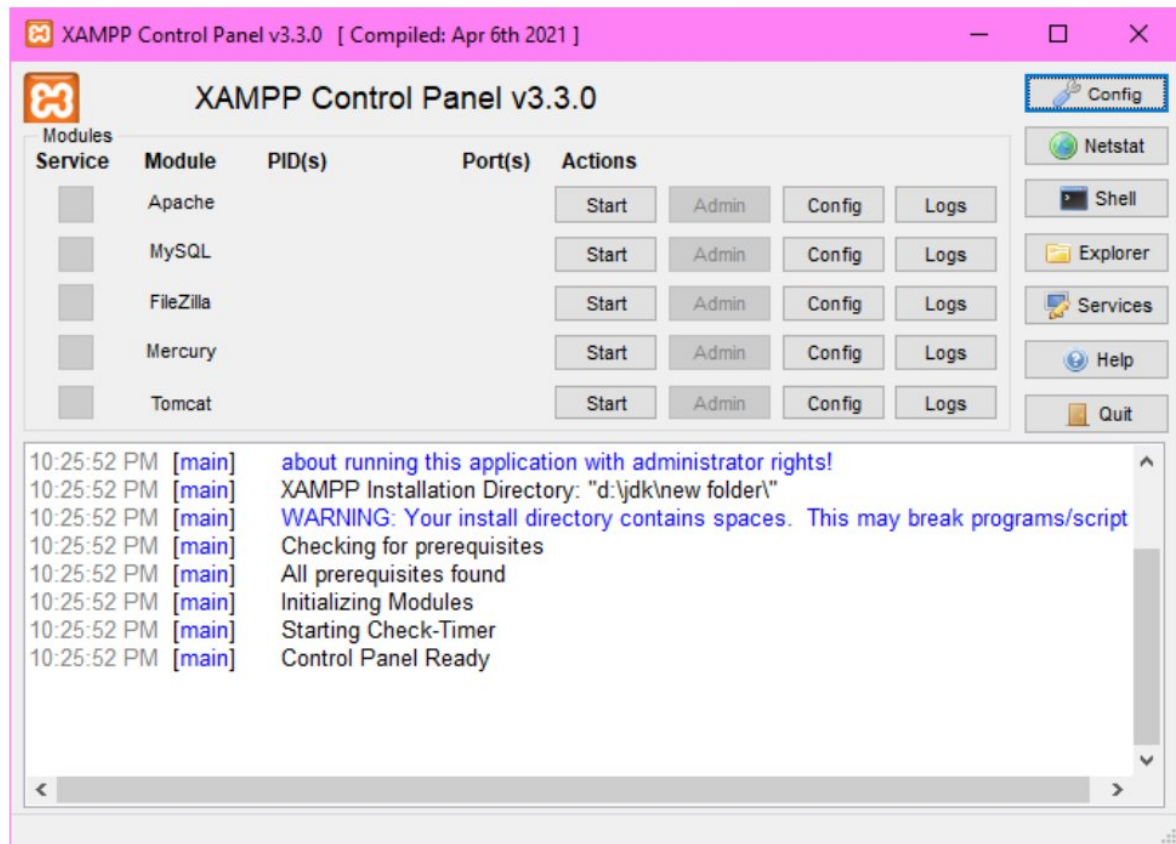 XAMPP Control Panel v3.3.0 [ Compiled: Apr 6th 2021 ]
XAMPP Control Panel v3.3.0
Config
Modules
Service Module PID(s) Port(s) Actions
Netstat
Apache Start Admin Config Logs
Shell
MySQL Start Admin Config Logs
Explorer
FileZilla Start Admin Config Logs
Services
Mercury Start Admin Config Logs
Help
Tomcat Start Admin Config Logs
Quit
10:25:52 PM [main] about running this application with administrator rights!
10:25:52 PM [main] XAMPP Installation Directory: "d:\jdk\new folder\"
10:25:52 PM [main] WARNING: Your install directory contains spaces. This may break programs/script
10:25:52 PM [main] Checking for prerequisites
10:25:52 PM [main] All prerequisites found
10:25:52 PM [main] Initializing Modules
10:25:52 PM [main] Starting Check-Timer
10:25:52 PM [main] Control Panel Ready